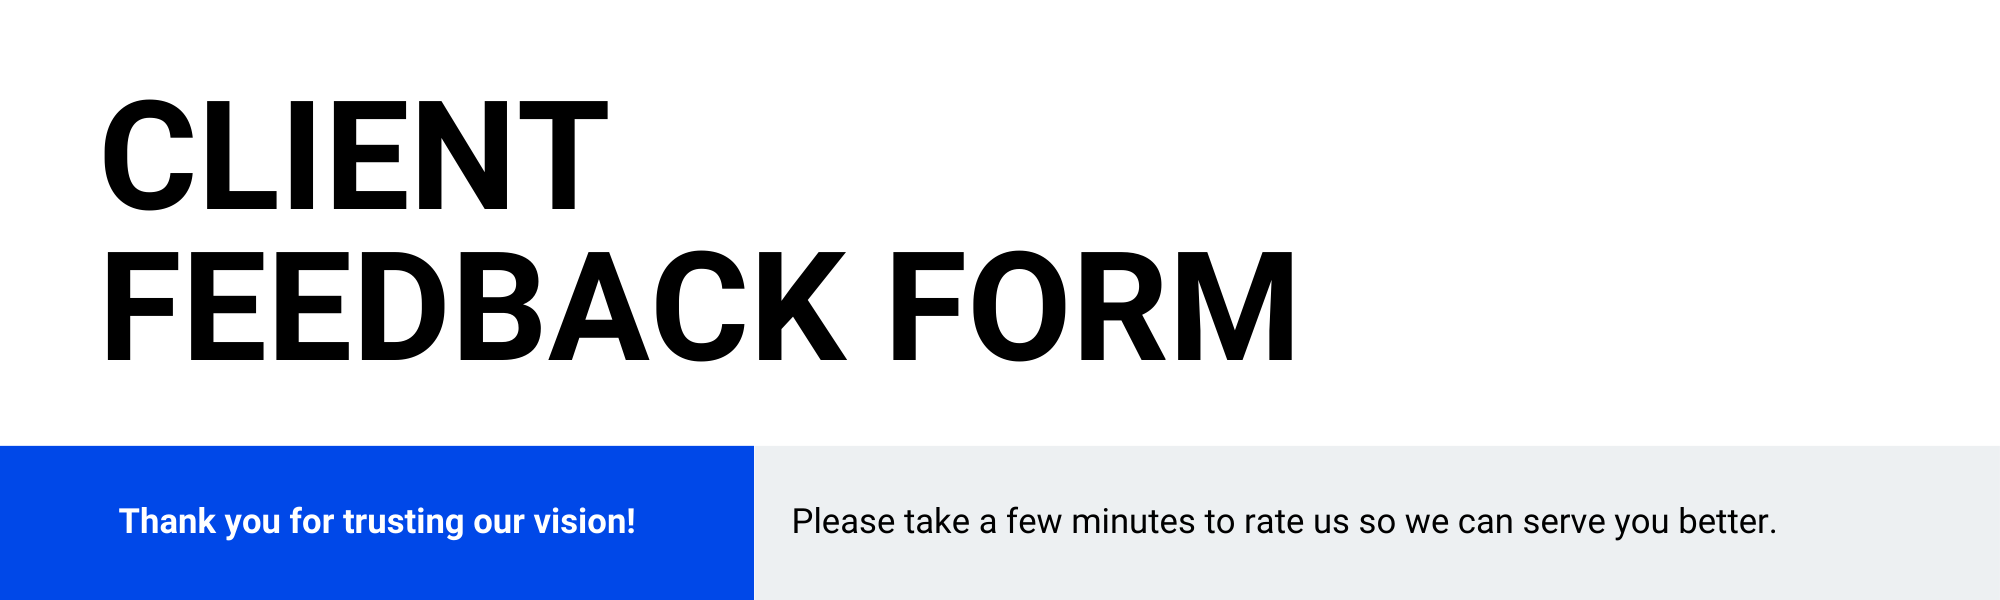 CLIENT
FEEDBACK FORM
Thank you for trusting our vision!
Please take a few minutes to rate us so we can serve you better.